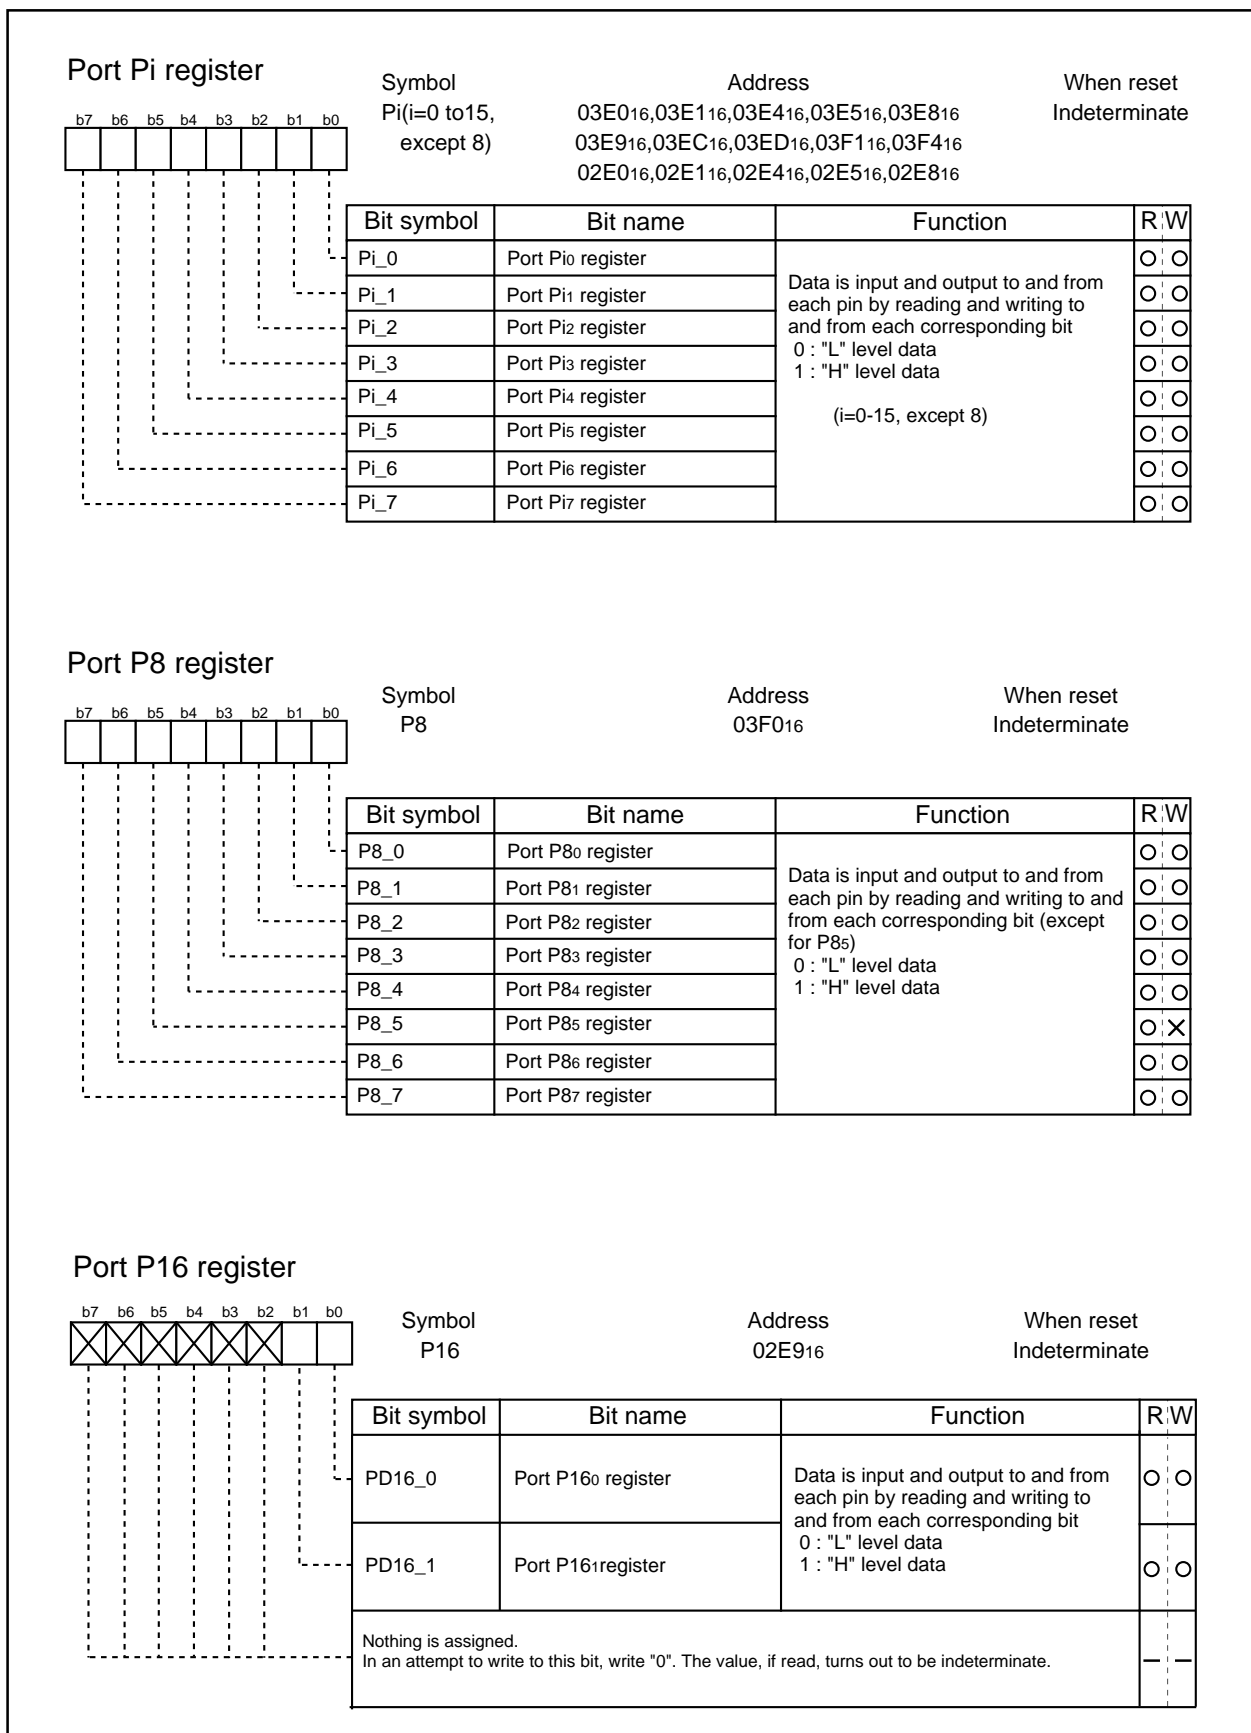 Port Pi register
Symbol Address When reset
b7 b6 b5 b4 b3 b2 b1 b0
Pi(i=0 to15, 03E016,03E116,03E416,03E516,03E816 Indeterminate
except 8) 03E916,03EC16,03ED16,03F116,03F416
02E016,02E116,02E416,02E516,02E816
Bit symbol Bit name Function R W
Pi_0 Port Pi0 register
Pi_1 Port Pi1 register
Pi_2 Port Pi2 register
Pi_3 Port Pi3 register
Pi_4 Port Pi4 register
Pi_5 Port Pi5 register
Pi_6 Port Pi6 register
Pi_7 Port Pi7 register
Data is input and output to and from
each pin by reading and writing to
and from each corresponding bit
0 : "L" level data
1 : "H" level data
(i=0-15, except 8)
Port P8 register
Symbol Address When reset
b7 b6 b5 b4 b3 b2 b1 b0
P8 03F016 Indeterminate
Bit symbol Bit name Function R W
P8_0 Port P80 register
P8_1 Port P81 register
P8_2 Port P82 register
P8_3 Port P83 register
P8_4 Port P84 register
P8_5 Port P85 register
P8_6 Port P86 register
P8_7 Port P87 register
Data is input and output to and from
each pin by reading and writing to and
from each corresponding bit (except
for P85)
0 : "L" level data
1 : "H" level data
Port P16 register
b7 b6 b5 b4 b3 b2 b1 b0
Symbol Address When reset
P16 02E916 Indeterminate
Bit symbol Bit name Function R W
PD16_0 Port P160 register
PD16_1 Port P161register
Data is input and output to and from
each pin by reading and writing to
and from each corresponding bit
0 : "L" level data
1 : "H" level data
Nothing is assigned.
In an attempt to write to this bit, write "0". The value, if read, turns out to be indeterminate.